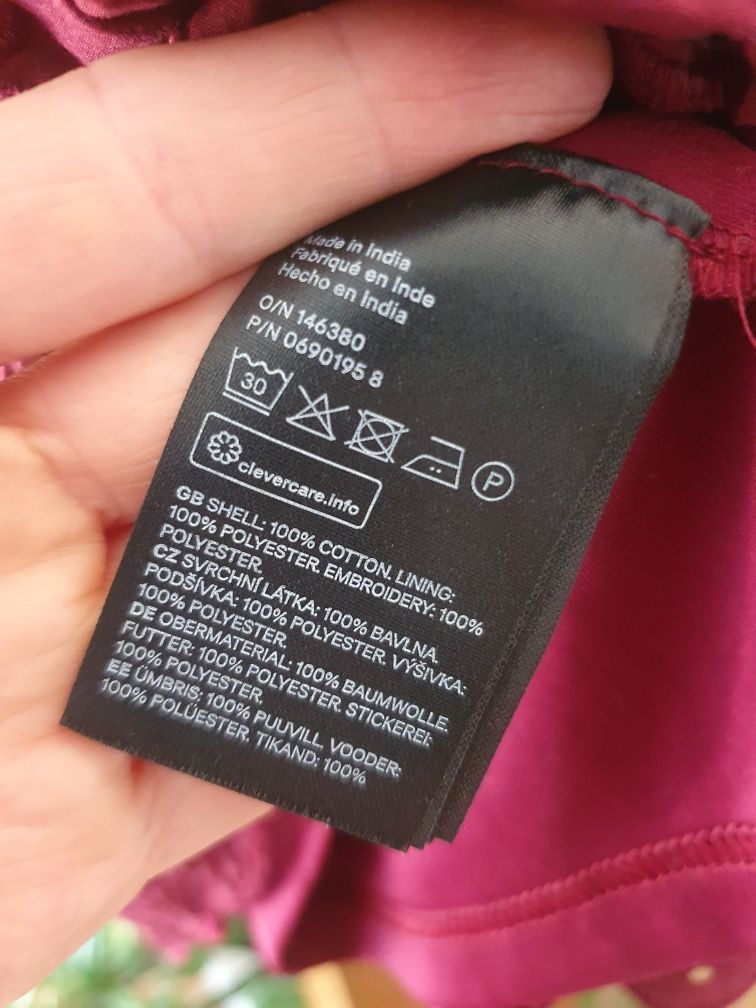 Made in India
Fabriqué en Inde
Hecho en India
O/N 146380
P/N 0690195 8
30
P
clevercare.info
GB SHELL: 100% COTTON. LINING:
100% POLYESTER. EMBROIDERY: 100%
POLYESTER.
CZ SVRCHNÍ LÁTKA: 100% BAVLNA.
PODŠÍVKA: 100% POLYESTER. VÝŠIVKA:
100% POLYESTER.
DE OBERMATERIAL: 100% BAUMWOLLE.
FUTTER: 100% POLYESTER. STICKEREI:
100% POLYESTER.
EE ÜMBRIS: 100% PUUVILL. VOODER:
100% POLÜESTER. TIKAND: 100%